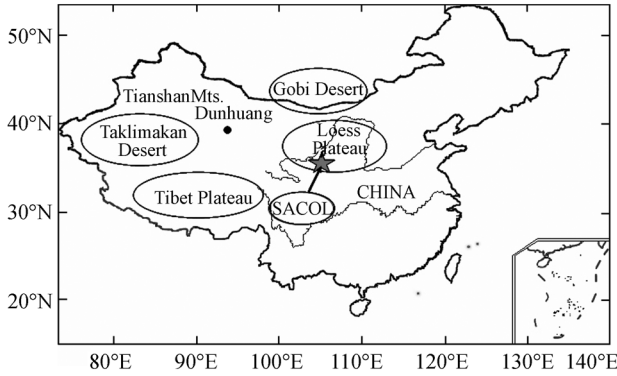 50°N
Gobi Desert
TianshanMts.
Dunhuang
40°N
Taklimakan
Desert
Loess
Plateau
Tibet Plateau
SACOL
CHINA
30°N
20°N
80°E
90°E
100°E
110°E
120°E
130°E
140°E